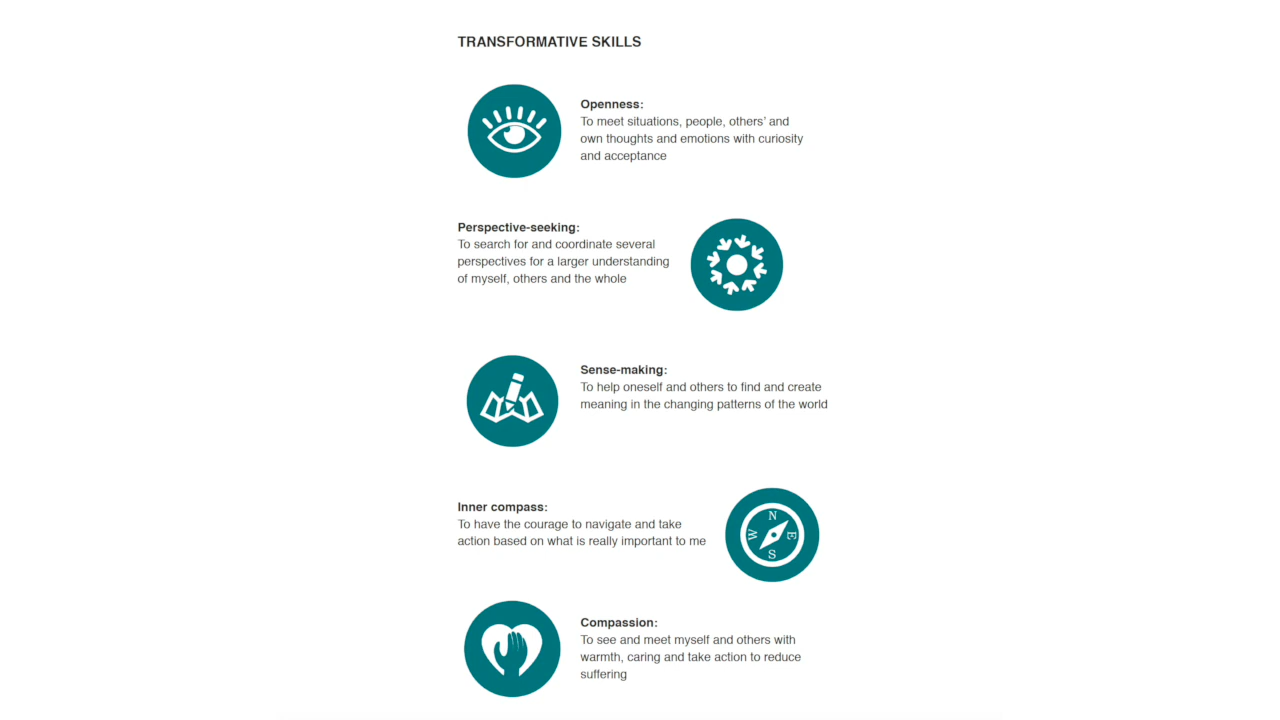 TRANSFORMATIVE SKILLS
Openness:
To meet situations, people, others’ and
own thoughts and emotions with curiosity
and acceptance
Perspective-seeking:
To search for and coordinate several
perspectives for a larger understanding
of myself, others and the whole
Sense-making:
To help oneself and others to find and create
meaning in the changing patterns of the world
Inner compass:
To have the courage to navigate and take
action based on what is really important to me
N
W E
S
Compassion:
To see and meet myself and others with
warmth, caring and take action to reduce
suffering